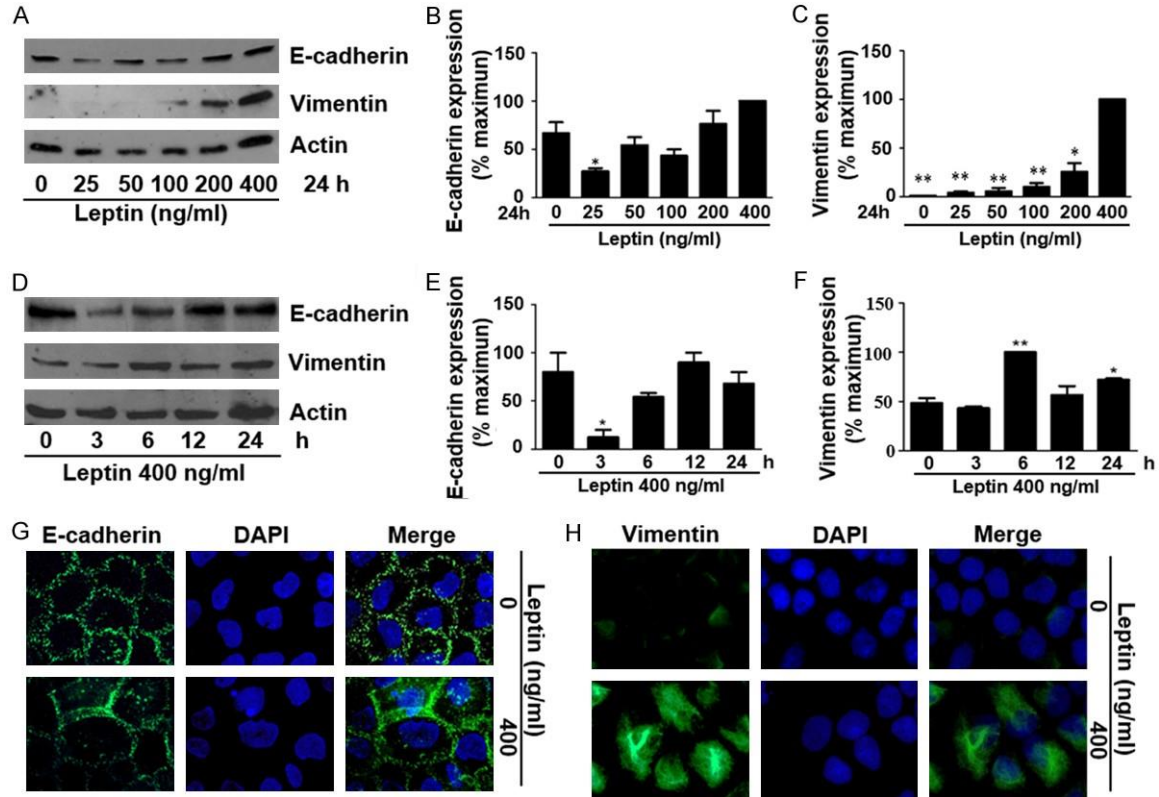 A
E-cadherin
Vimentin
Actin
0 25 50 100 200 400 24 h
Leptin (ng/ml)
B
E-cadherin expression
(% maximun)
150
100
50
0
*
24h 0 25 50 100 200 400
Leptin (ng/ml)
C
Vimentin expression
(% maximun)
150
100
50
0
** ** ** ** *
24h 0 25 50 100 200 400
Leptin (ng/ml)
D
E-cadherin
Vimentin
Actin
0 3 6 12 24 h
Leptin 400 ng/ml
E
E-cadherin expression
(% maximun)
150
100
50
0
*
0 3 6 12 24 h
Leptin 400 ng/ml
F
Vimentin expression
(% maximun)
150
100
50
0
** *
0 3 6 12 24 h
Leptin 400 ng/ml
G
E-cadherin DAPI Merge
0
400
Leptin (ng/ml)
H
Vimentin DAPI Merge
0
400
Leptin (ng/ml)